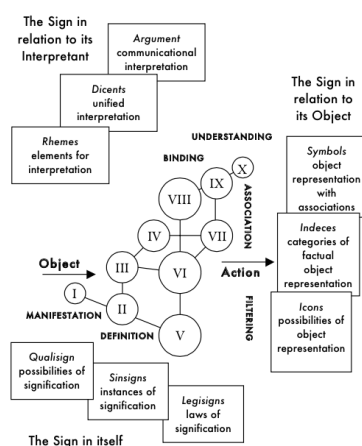 The Sign in
relation to its
Interpretant
Argument
communicational
interpretation
Dicents
unified
interpretation
Rhemes
elements for
interpretation
The Sign in
relation to
its Object
Symbols
object
representation
with
associations
Indeces
categories of
factual
object
representation
Icons
possibilities of
object
representation
UNDERSTANDING
BINDING
ASSOCIATION
X
IX
VIII
IV
VII
III
VI
I
II
V
Object
Action
MANIFESTATION
DEFINITION
FILTERING
Qualisign
possibilities of
signification
Sinsigns
instances of
signification
Legisigns
laws of
signification
The Sign in itself